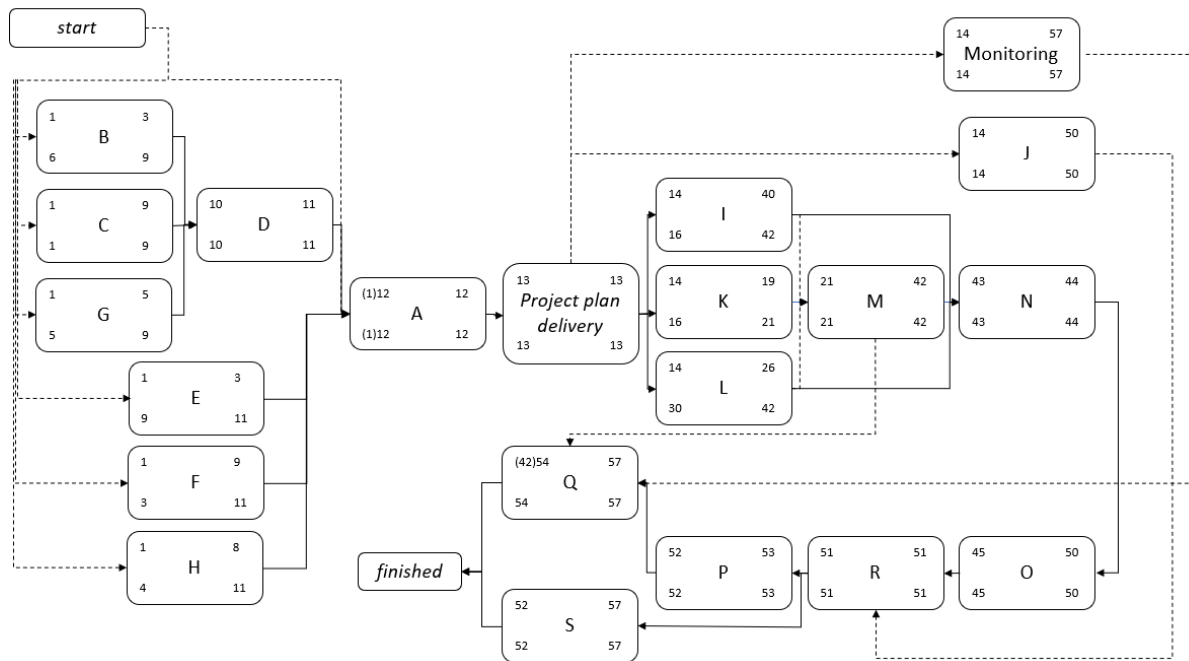 start
14 57
Monitoring
14 57
1 3
B
6 9
14 50
J
14 50
1 9
C
1 9
10 11
D
10 11
14 40
I
16 42
1 5
G
5 9
(1)12 12
A
(1)12 12
13 13
Project plan
delivery
13 13
14 19
K
16 21
21 42
M
21 42
43 44
N
43 44
14 26
L
30 42
1 3
E
9 11
1 9
F
3 11
(42)54 57
Q
54 57
1 8
H
4 11
finished
52 53
P
52 53
51 51
R
51 51
45 50
O
45 50
52 57
S
52 57